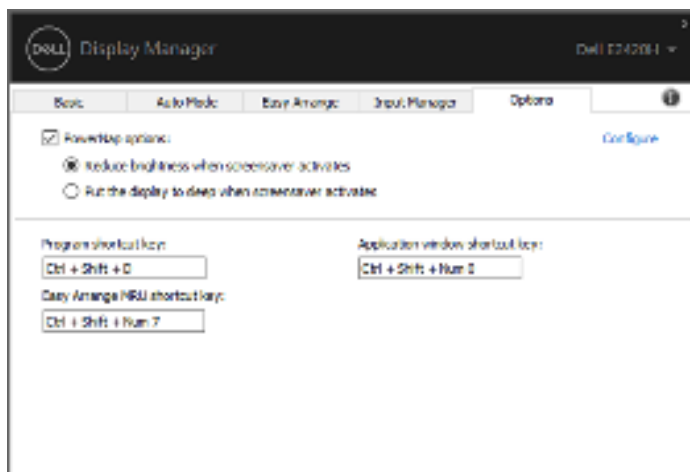 DELL Display Manager
Dell E2420H
Basic Auto Mode Easy Arrange Input Manager Options
PowerNap options:
Configure
Reduce brightness when screensaver activates
Put the display to sleep when screensaver activates
Program shortcut key:
Application window shortcut key:
Ctrl + Shift + D
Ctrl + Shift + Num
Easy Arrange MRU shortcut key:
Ctrl + Shift + Num 7